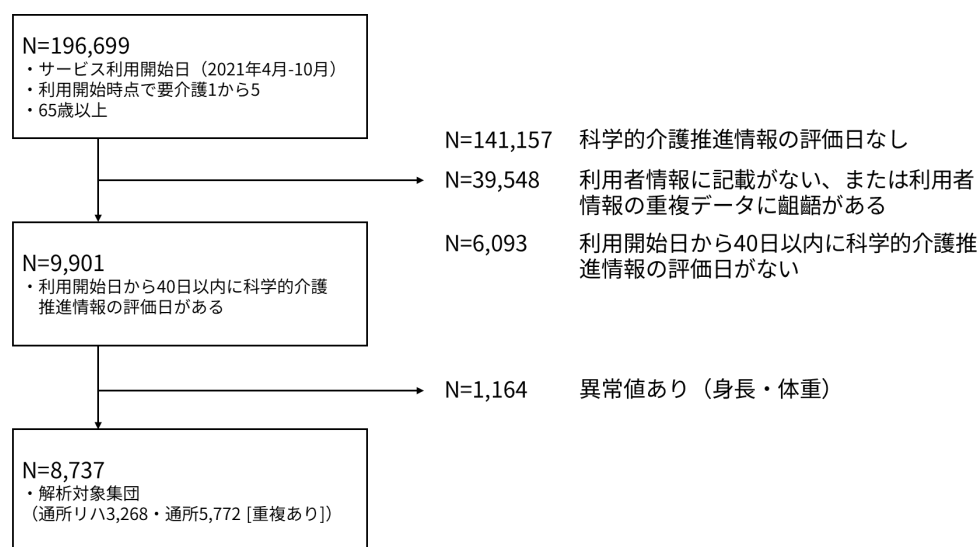 N=196,699
・サービス利用開始日（2021年4月-10月）
・利用開始時点で要介護1から5
・65歳以上
N=141,157 科学的介護推進情報の評価日なし
N=39,548 利用者情報に記載がない、または利用者
情報の重複データに齟齬がある
N=6,093 利用開始日から40日以内に科学的介護推
進情報の評価日がない
N=9,901
・利用開始日から40日以内に科学的介護
推進情報の評価日がある
N=1,164 異常値あり（身長・体重）
N=8,737
・解析対象集団
（通所リハ3,268・通所5,772 [重複あり]）